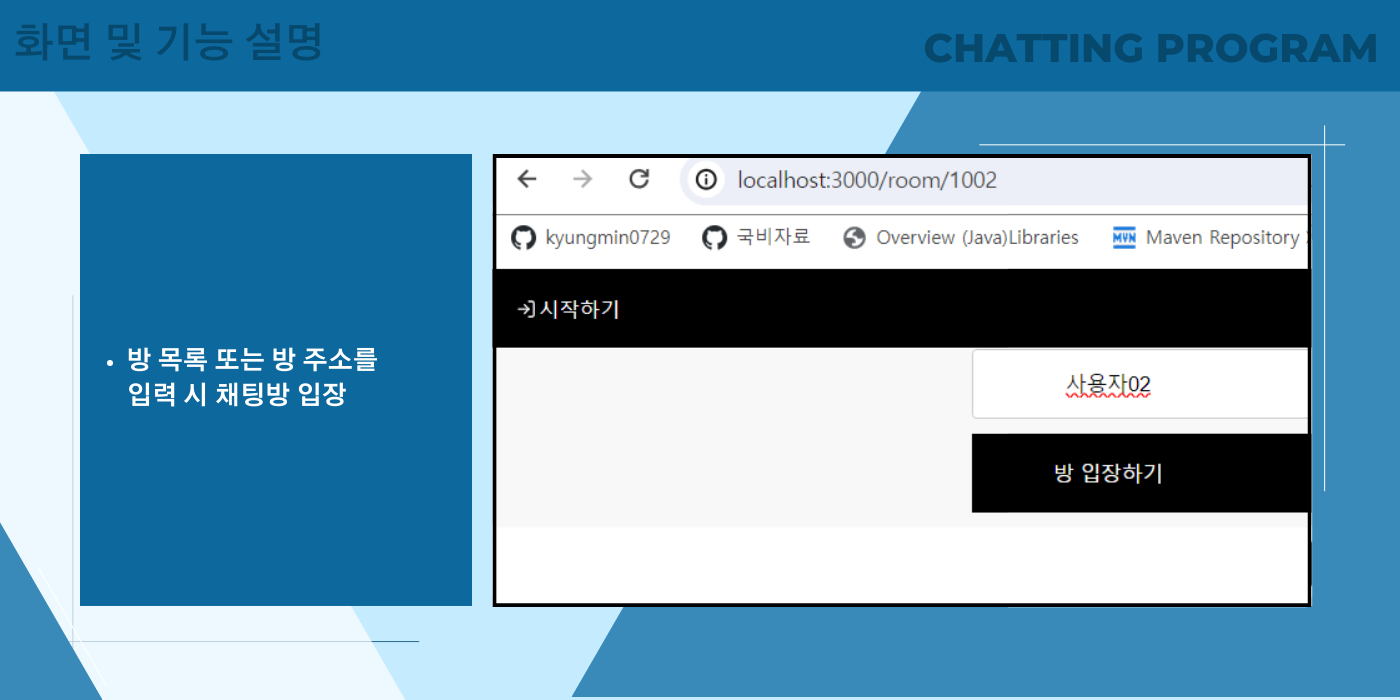 화면 및 기능 설명
CHATTING PROGRAM
• 방 목록 또는 방 주소를
입력 시 채팅방 입장
localhost:3000/room/1002
kyungmin0729 국비자료 Overview (Java)Libraries MVN Maven Repository
시작하기
사용자02
방 입장하기